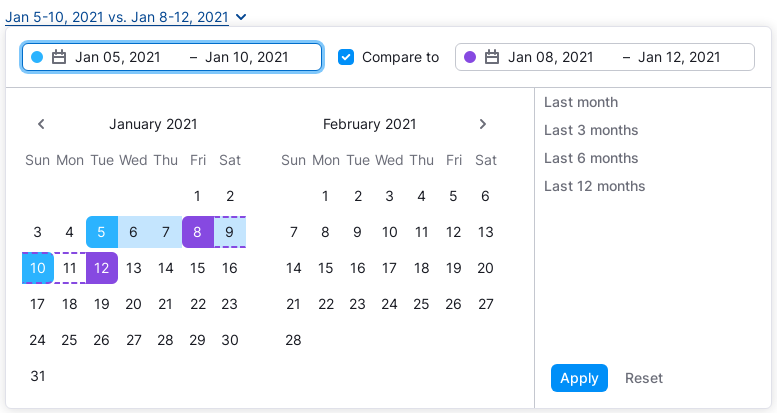 Jan 5-10, 2021 vs. Jan 8-12, 2021
Jan 05, 2021 – Jan 10, 2021 Compare to Jan 08, 2021 – Jan 12, 2021
January 2021
Sun Mon Tue Wed Thu Fri Sat
1 2
3 4 5 6 7 8 9
10 11 12 13 14 15 16
17 18 19 20 21 22 23
24 25 26 27 28 29 30
31
February 2021
Sun Mon Tue Wed Thu Fri Sat
1 2 3 4 5 6
7 8 9 10 11 12 13
14 15 16 17 18 19 20
21 22 23 24 25 26 27
28
Last month
Last 3 months
Last 6 months
Last 12 months
Apply Reset